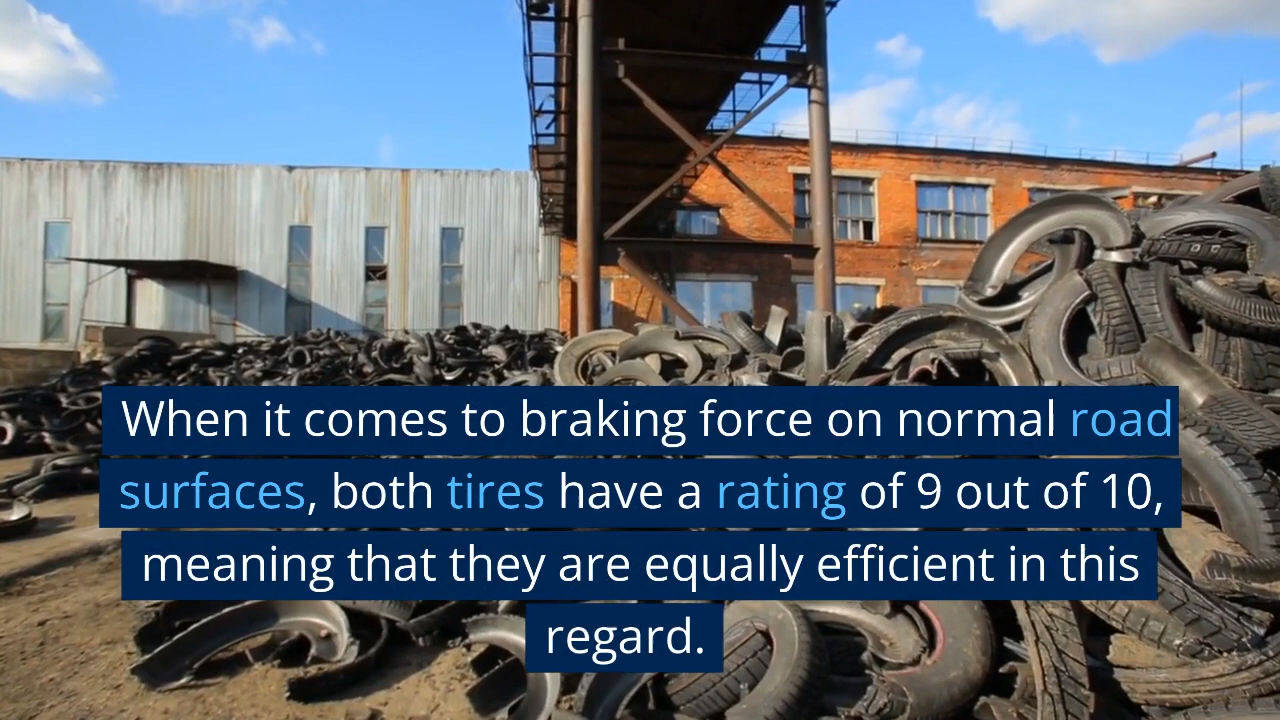 When it comes to braking force on normal road
surfaces, both tires have a rating of 9 out of 10,
meaning that they are equally efficient in this
regard.